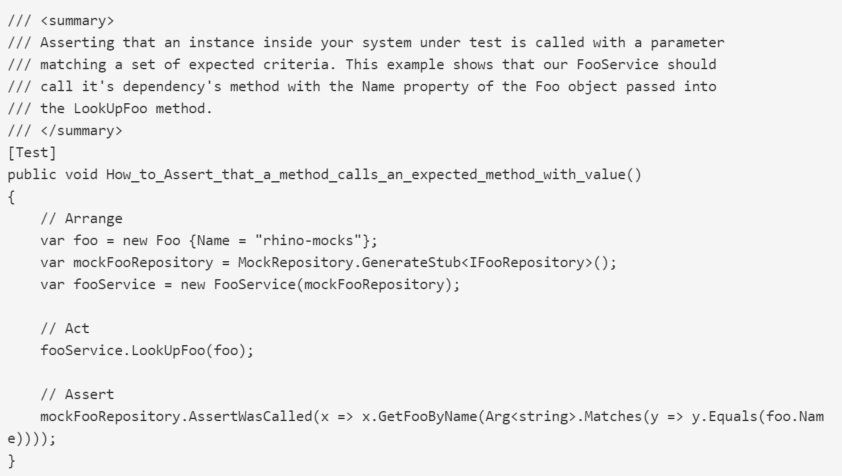 /// <summary>
/// Asserting that an instance inside your system under test is called with a parameter
/// matching a set of expected criteria. This example shows that our FooService should
/// call it's dependency's method with the Name property of the Foo object passed into
/// the LookUpFoo method.
/// </summary>
[Test]
public void How_to_Assert_that_a_method_calls_an_expected_method_with_value()
{
    // Arrange
    var foo = new Foo {Name = "rhino-mocks"};
    var mockFooRepository = MockRepository.GenerateStub<IFooRepository>();
    var fooService = new FooService(mockFooRepository);

    // Act
    fooService.LookUpFoo(foo);

    // Assert
    mockFooRepository.AssertWasCalled(x => x.GetFooByName(Arg<string>.Matches(y => y.Equals(foo.Nam
e))));
}